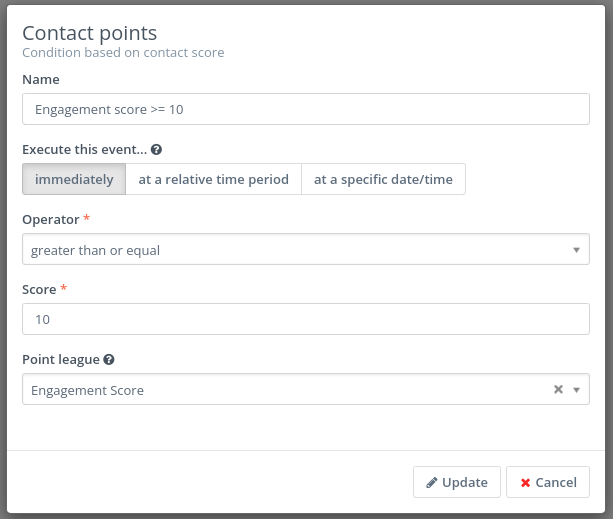 Contact points
Condition based on contact score
Name
Engagement score >= 10
Execute this event...
immediately at a relative time period at a specific date/time
Operator *
greater than or equal
Score *
10
Point league
Engagement Score
Update Cancel